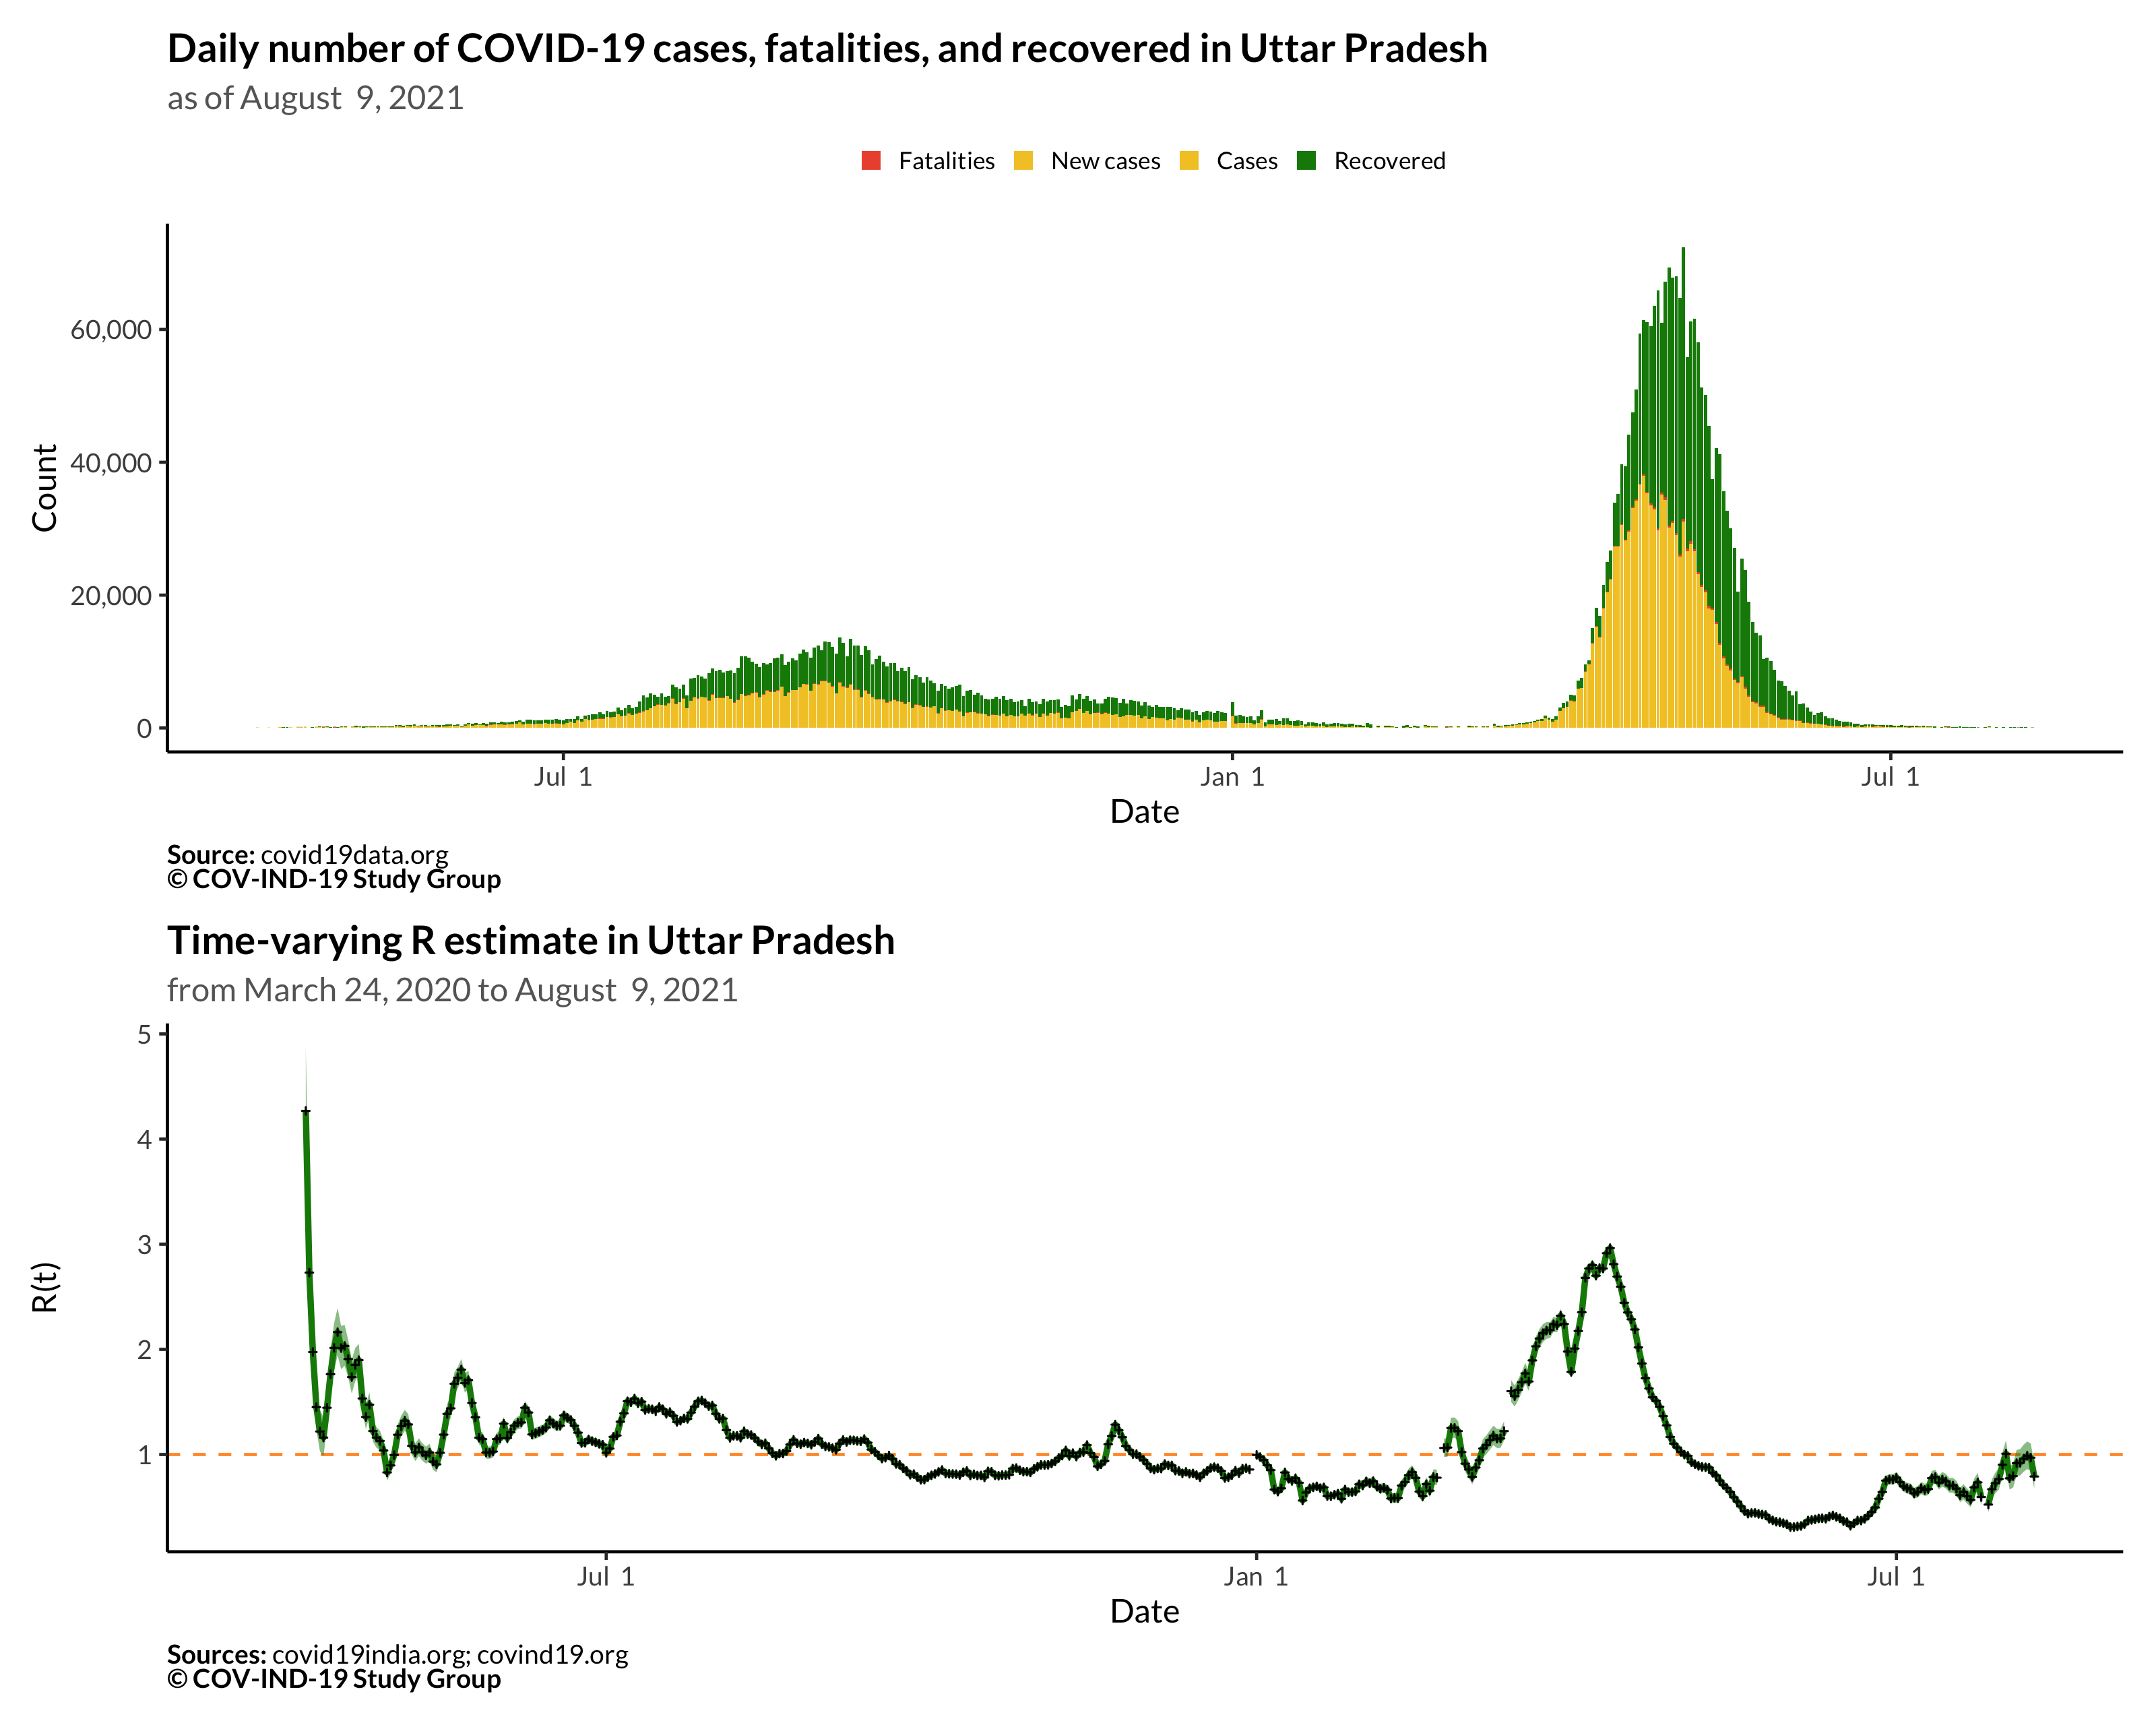 Daily number of COVID-19 cases, fatalities, and recovered in Uttar Pradesh
as of August  9, 2021
Fatalities New cases Cases Recovered
60,000
40,000
20,000
0
Count
Jul  1 Jan  1 Jul  1
Date
Source: covid19data.org
© COV-IND-19 Study Group
Time-varying R estimate in Uttar Pradesh
from March 24, 2020 to August  9, 2021
5
4
3
2
1
R(t)
Jul  1 Jan  1 Jul  1
Date
Sources: covid19india.org; covind19.org
© COV-IND-19 Study Group